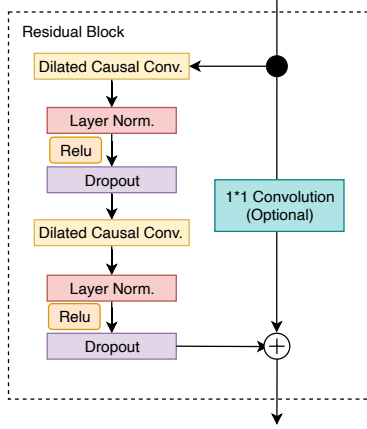 Residual Block
Dilated Causal Conv.
Layer Norm.
Relu
Dropout
Dilated Causal Conv.
Layer Norm.
Relu
Dropout
1*1 Convolution
(Optional)